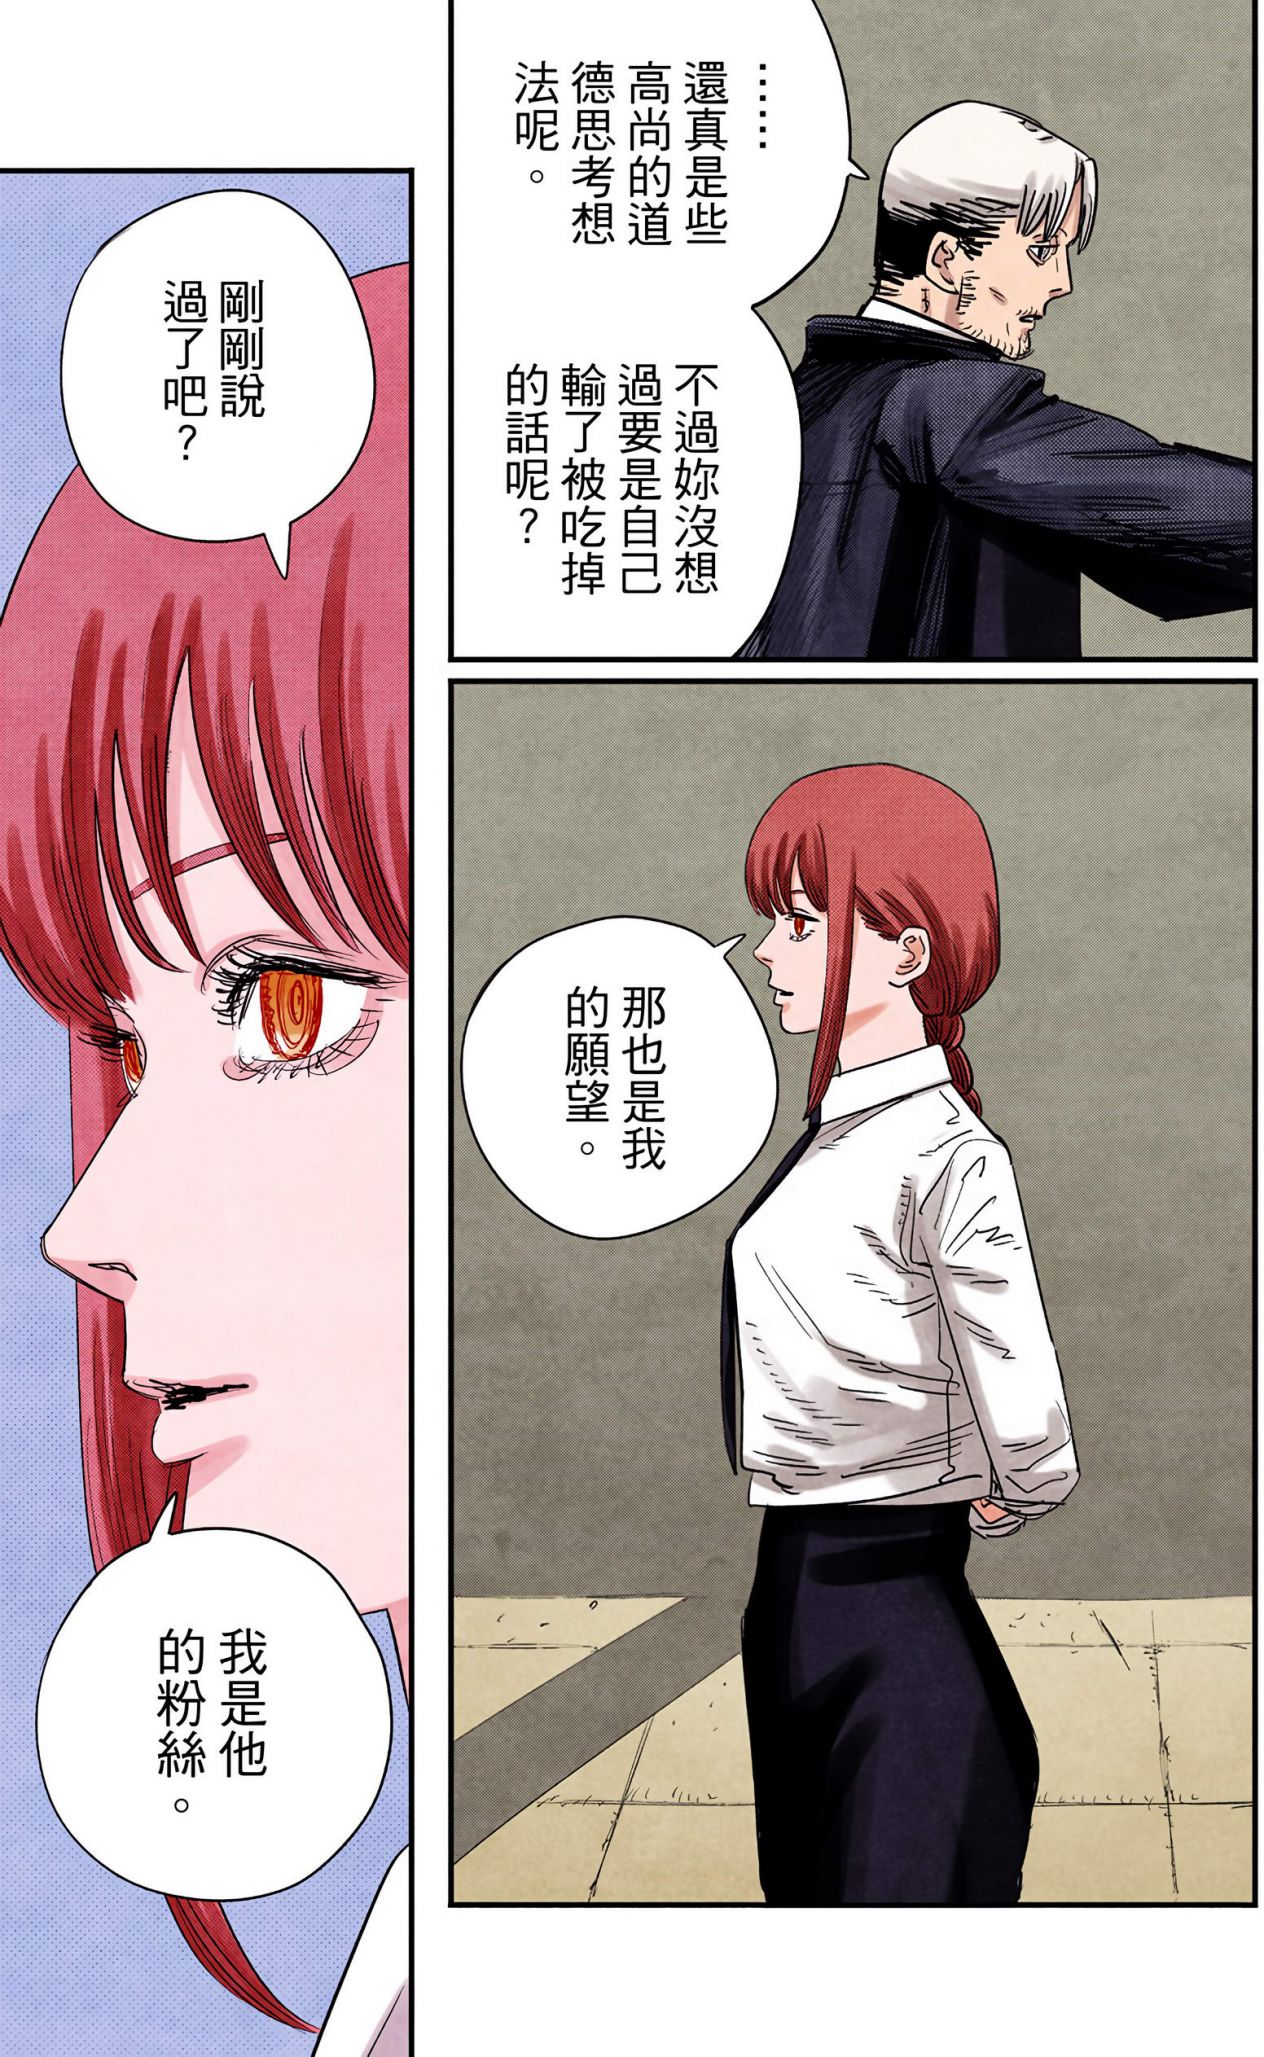 ……
還真是些
高尚的道
德思考想
法呢。
不過妳沒想
過要是自己
輸了被吃掉
的話呢？
那也是我
的願望。
剛剛說
過了吧？
我是他
的粉絲。